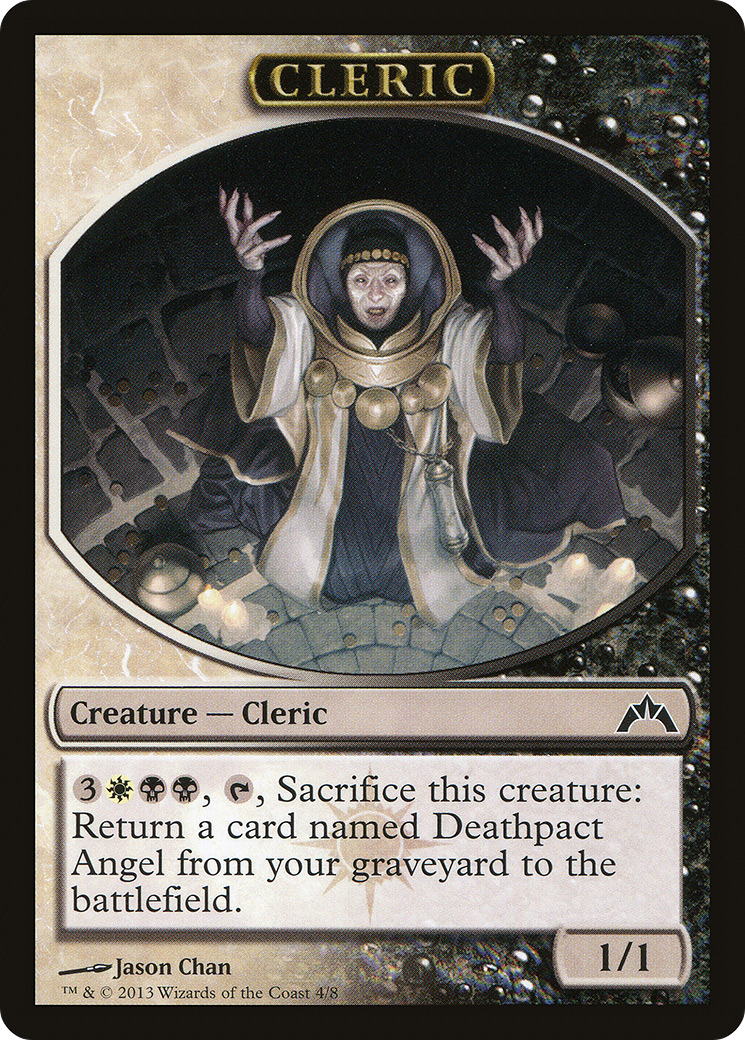 CLERIC
Creature — Cleric
3, Sacrifice this creature:
Return a card named Deathpact
Angel from your graveyard to the
battlefield.
1/1
Jason Chan
™ & © 2013 Wizards of the Coast 4/8